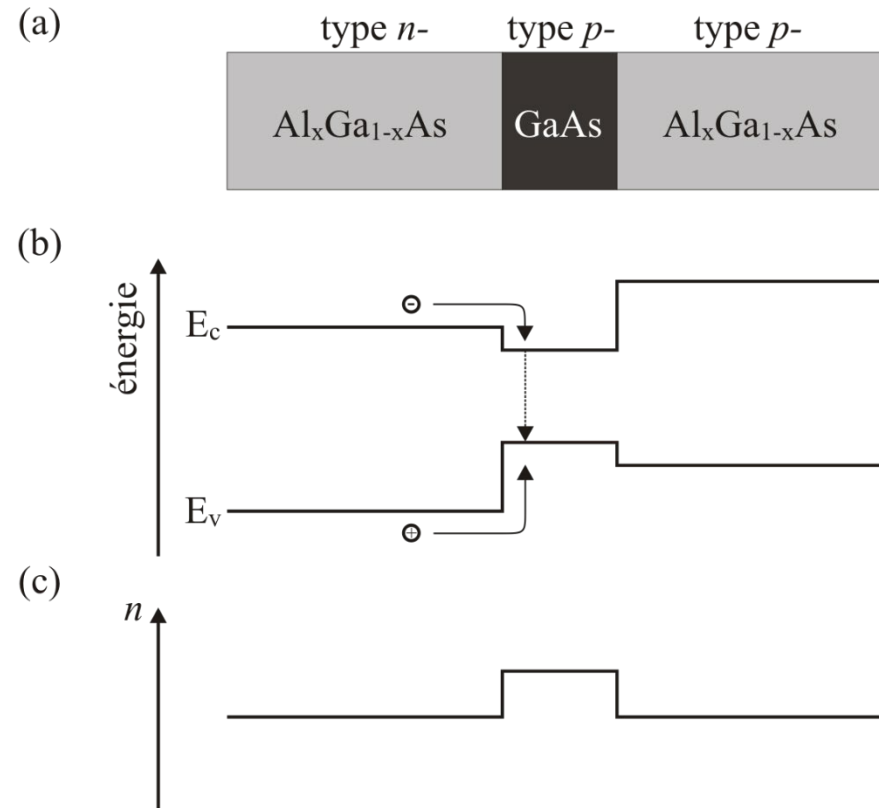 (a)
type n- type p- type p-
AlxGa1-xAs GaAs AlxGa1-xAs
(b)
énergie
Ec
Ev
(c)
n